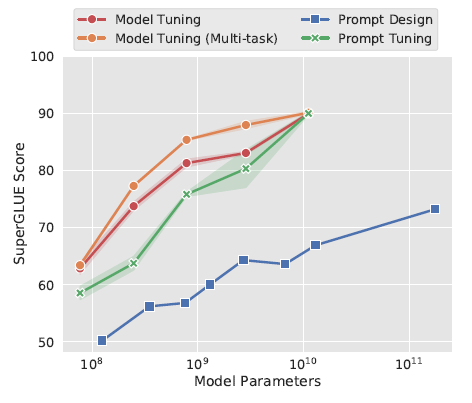 Model Tuning
Model Tuning (Multi-task)
Prompt Design
Prompt Tuning
SuperGLUE Score
100
90
80
70
60
50
10⁸
10⁹
10¹⁰
10¹¹
Model Parameters